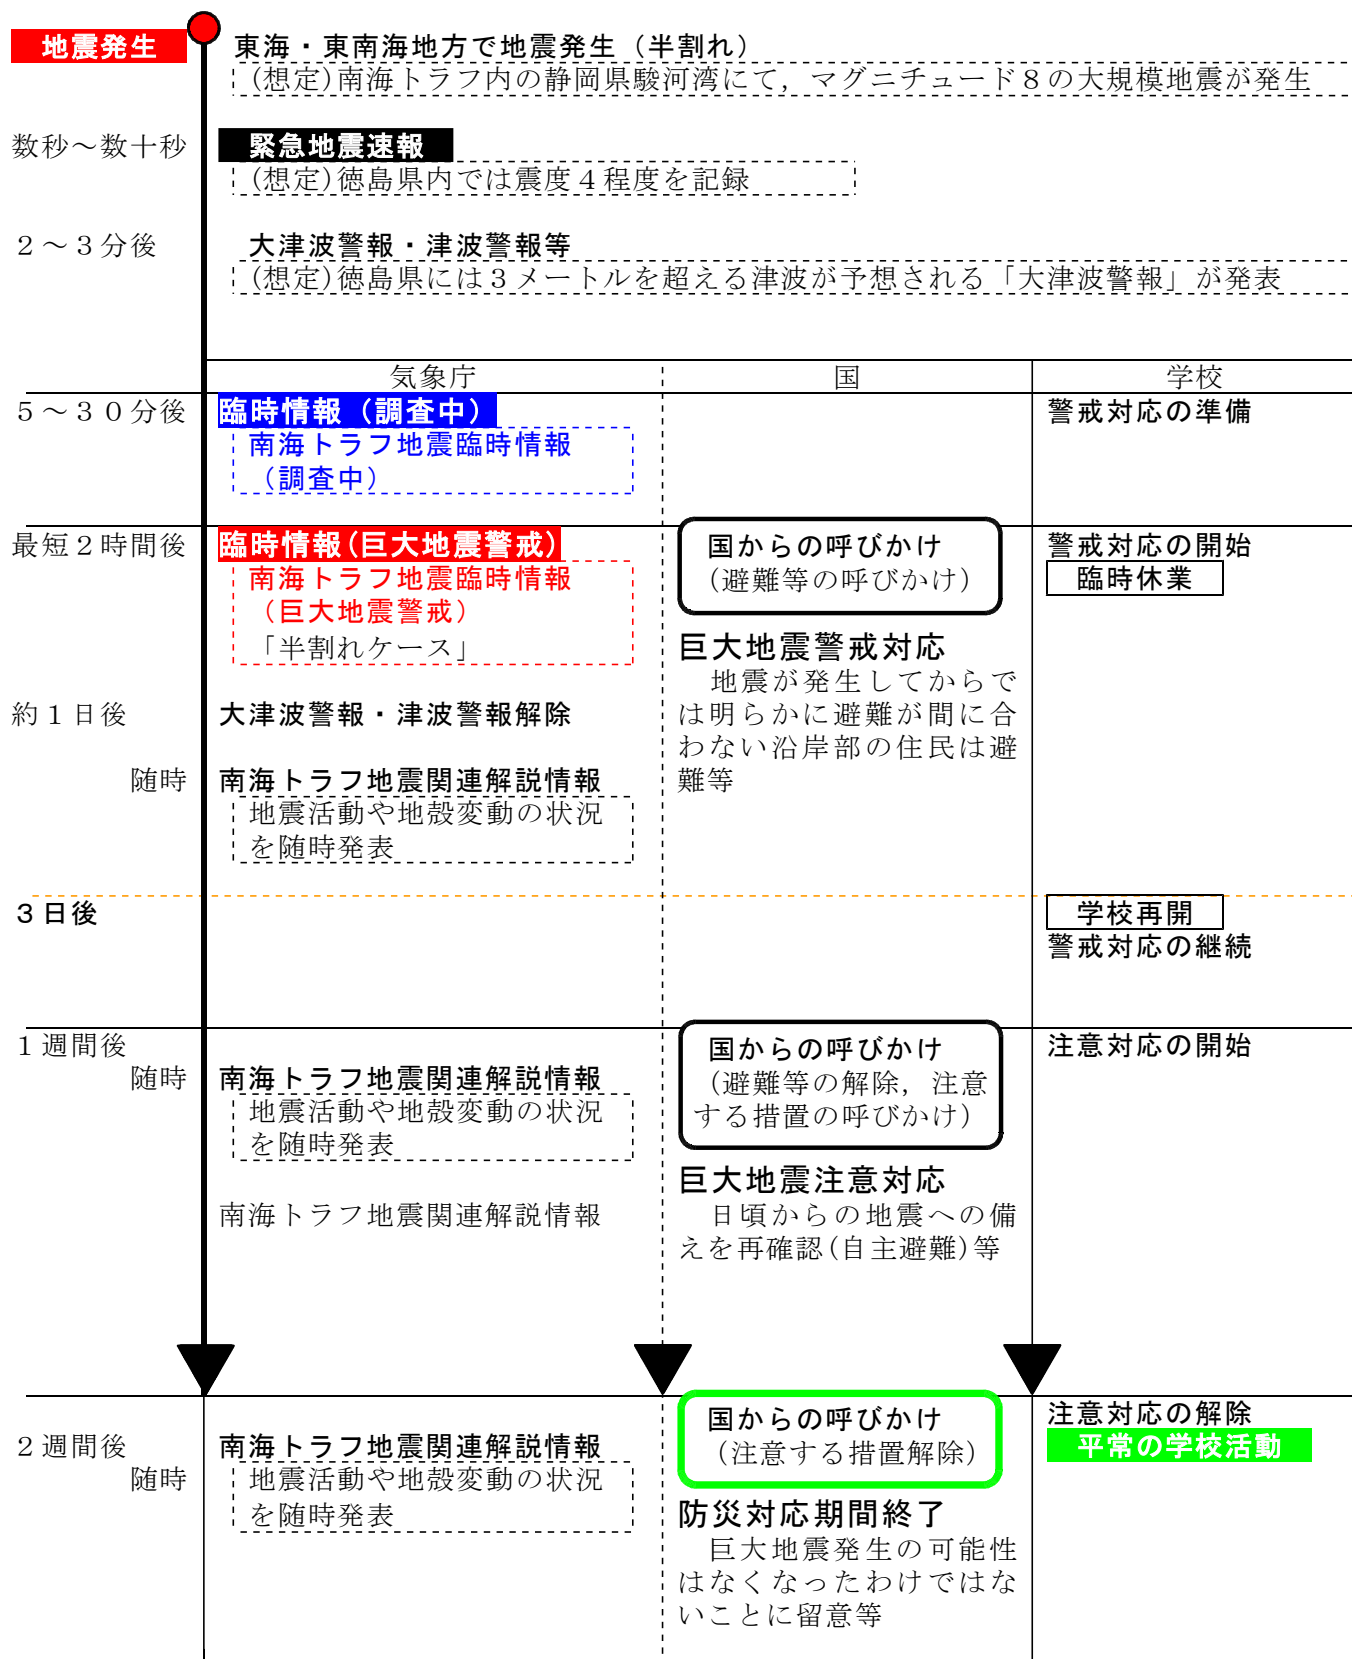 地震発生
東海・東南海地方で地震発生（半割れ）
(想定)南海トラフ内の静岡県駿河湾にて，マグニチュード８の大規模地震が発生
数秒～数十秒
緊急地震速報
(想定)徳島県内では震度４程度を記録
２～３分後
大津波警報・津波警報等
(想定)徳島県には３メートルを超える津波が予想される「大津波警報」が発表
気象庁
国
学校
５～３０分後
臨時情報（調査中）
南海トラフ地震臨時情報
（調査中）
警戒対応の準備
最短２時間後
臨時情報(巨大地震警戒)
南海トラフ地震臨時情報
（巨大地震警戒）
「半割れケース」
国からの呼びかけ
（避難等の呼びかけ）
警戒対応の開始
臨時休業
巨大地震警戒対応
地震が発生してからで
は明らかに避難が間に合
わない沿岸部の住民は避
難等
約１日後
大津波警報・津波警報解除
随時
南海トラフ地震関連解説情報
地震活動や地殻変動の状況
を随時発表
３日後
学校再開
警戒対応の継続
１週間後
随時
南海トラフ地震関連解説情報
地震活動や地殻変動の状況
を随時発表
南海トラフ地震関連解説情報
国からの呼びかけ
（避難等の解除，注意
する措置の呼びかけ）
巨大地震注意対応
日頃からの地震への備
えを再確認(自主避難)等
注意対応の開始
２週間後
随時
南海トラフ地震関連解説情報
地震活動や地殻変動の状況
を随時発表
国からの呼びかけ
（注意する措置解除）
防災対応期間終了
巨大地震発生の可能性
はなくなったわけではな
いことに留意等
注意対応の解除
平常の学校活動